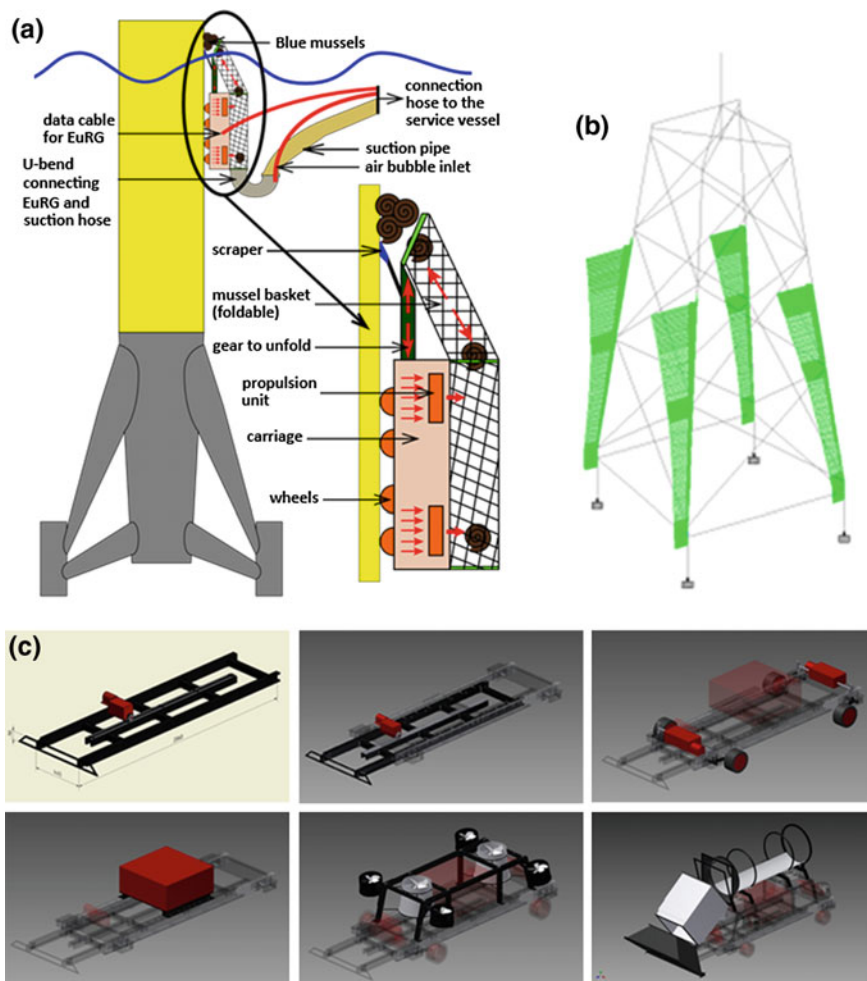 (a)
Blue mussels
data cable
for EuRG
U-bend
connecting
EuRG and
suction hose
connection
hose to the
service vessel
suction pipe
air bubble inlet
scraper
mussel basket
(foldable)
gear to unfold
propulsion
unit
carriage
wheels
(b)
(c)